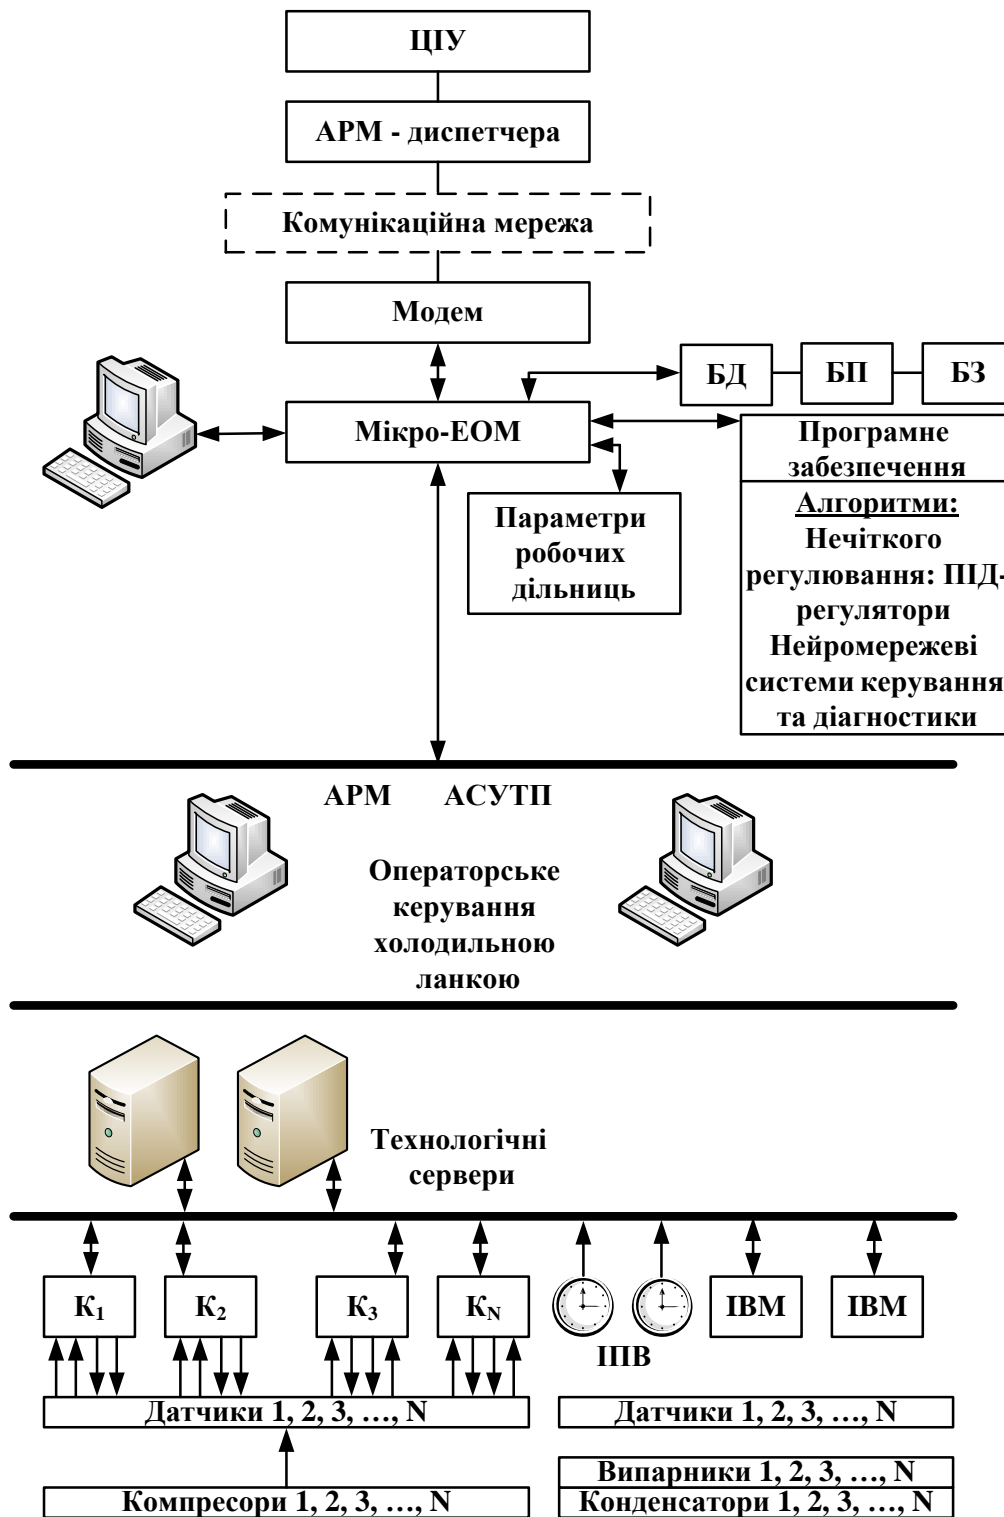 ЦІУ
АРМ - диспетчера
Комунікаційна мережа
Модем
БД
БП
БЗ
Мікро-ЕОМ
Програмне
забезпечення
Параметри
робочих
дільниць
Алгоритми:
Нечіткого
регулювання: ПІД-
регулятори
Нейромережеві
системи керування
та діагностики
АРМ АСУТП
Операторське
керування
холодильною
ланкою
Технологічні
сервери
К1
К2
К3
КN
ІВМ
ІВМ
ІПВ
Датчики 1, 2, 3, …, N
Датчики 1, 2, 3, …, N
Випарники 1, 2, 3, …, N
Компресори 1, 2, 3, …, N
Конденсатори 1, 2, 3, …, N